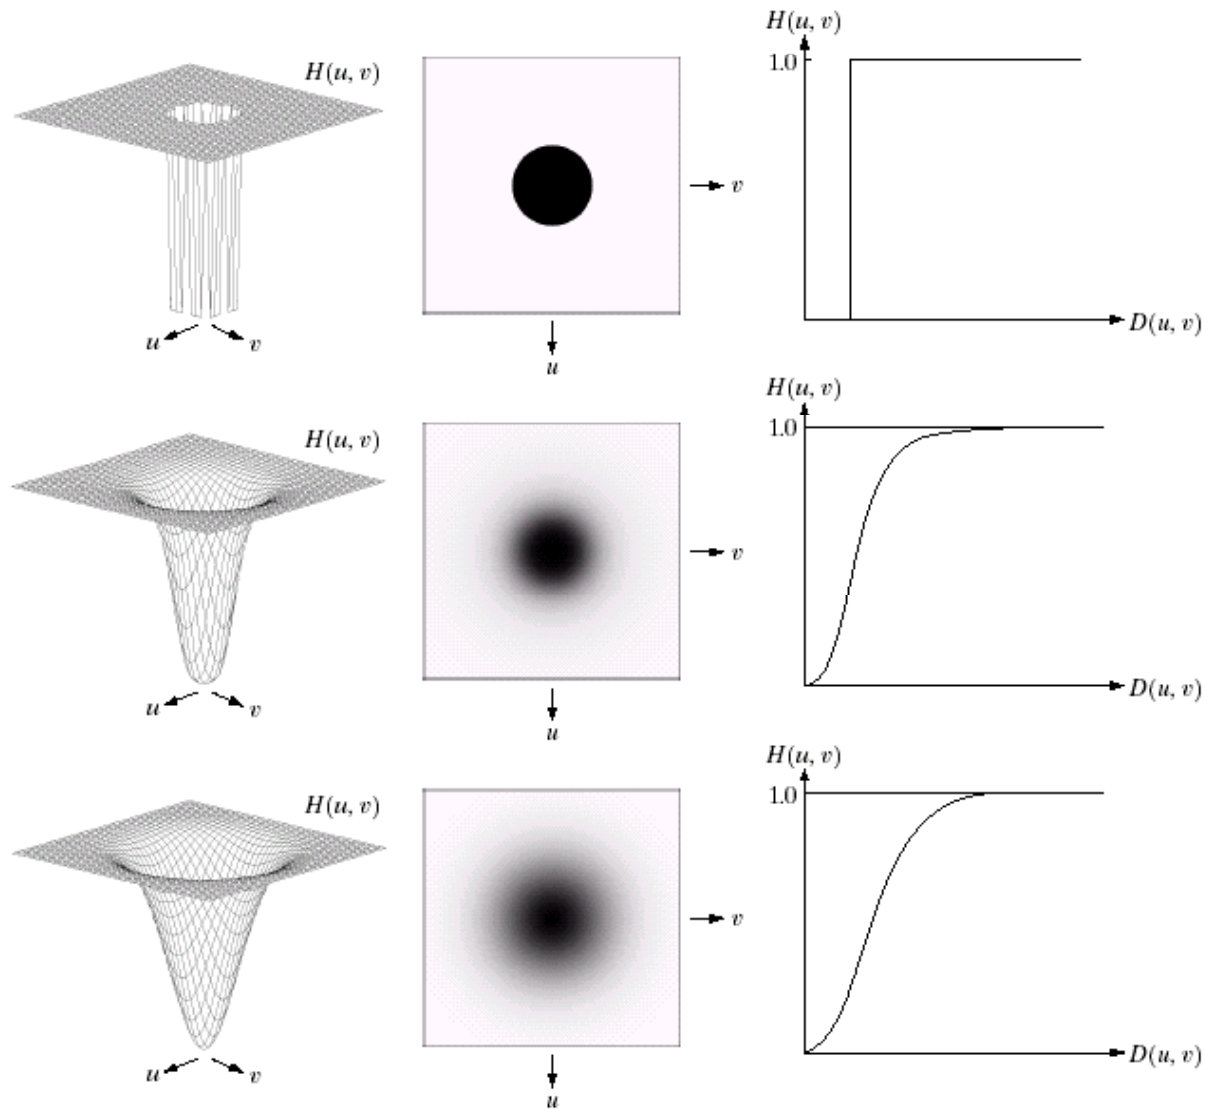 H(u, v)
u
v
v
u
H(u, v)
1.0
D(u, v)
H(u, v)
u
v
v
u
H(u, v)
1.0
D(u, v)
H(u, v)
u
v
v
u
H(u, v)
1.0
D(u, v)